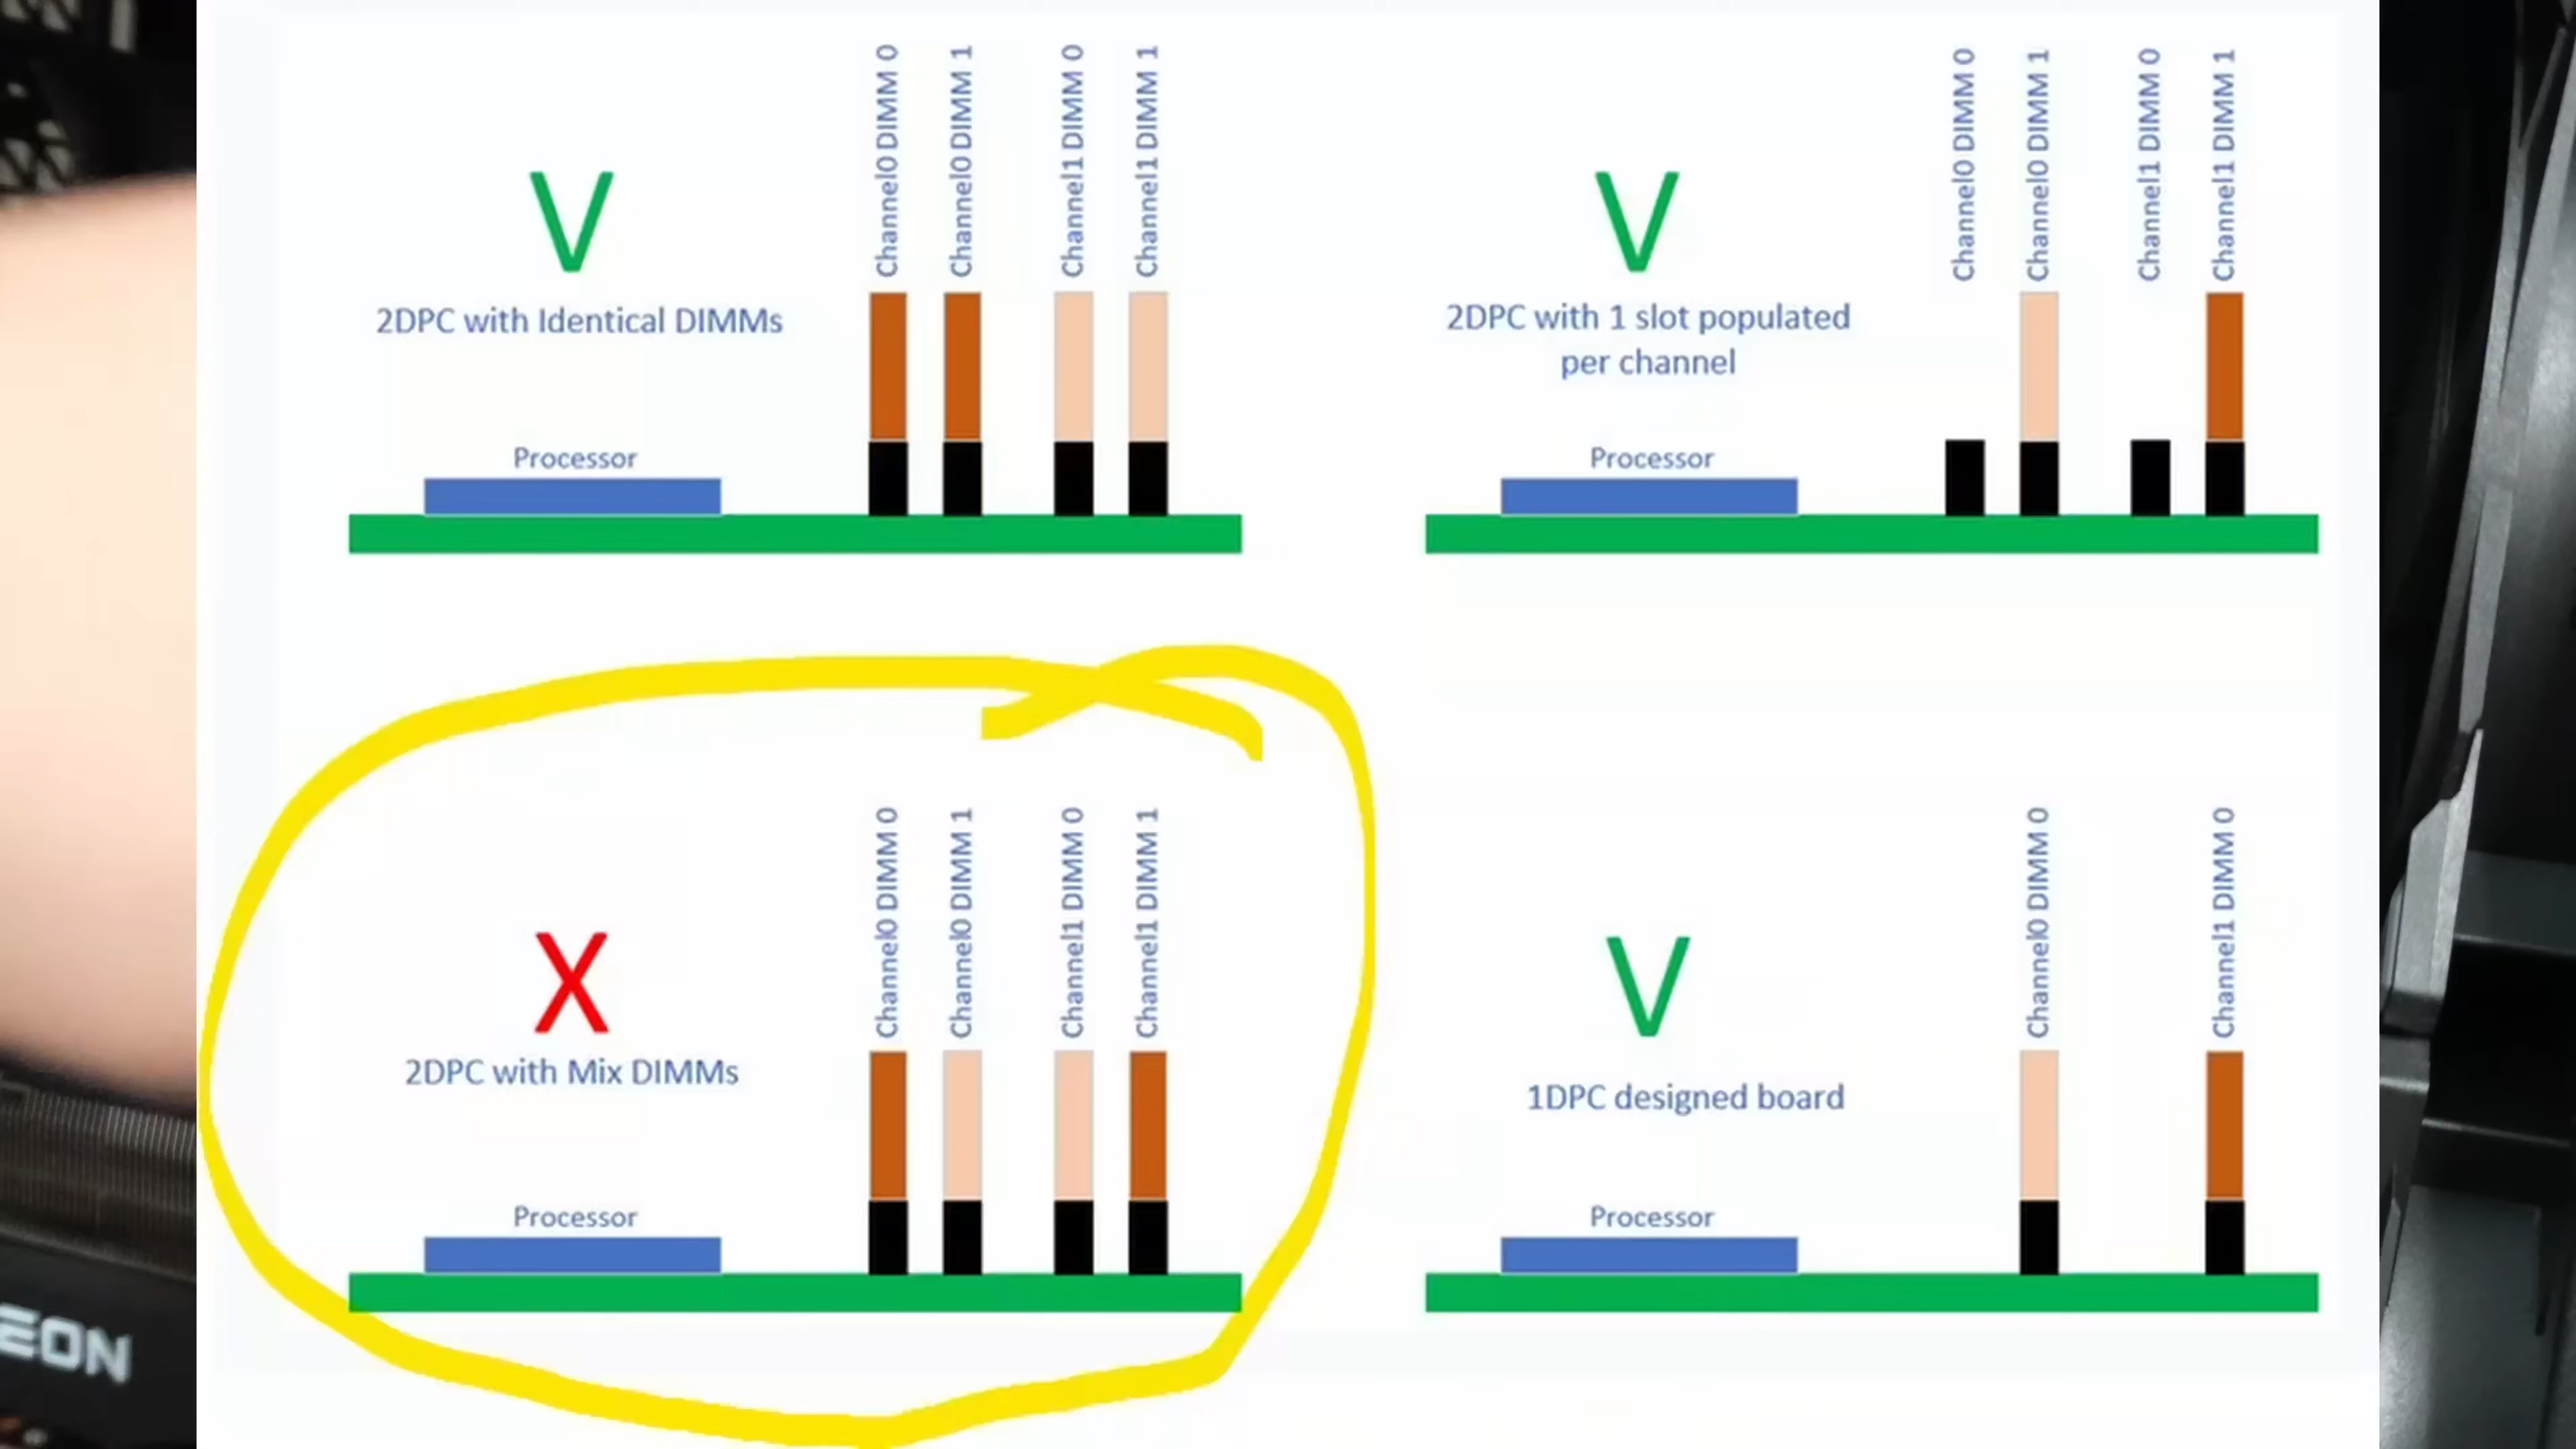 Channel0 DIMM 0
Channel0 DIMM 1
Channel1 DIMM 0
Channel1 DIMM 1
V
2DPC with Identical DIMMs
Processor
Channel0 DIMM 0
Channel0 DIMM 1
Channel1 DIMM 0
Channel1 DIMM 1
V
2DPC with 1 slot populated
per channel
Processor
Channel0 DIMM 0
Channel0 DIMM 1
Channel1 DIMM 0
Channel1 DIMM 1
X
2DPC with Mix DIMMs
Processor
Channel0 DIMM 0
Channel1 DIMM 0
V
1DPC designed board
Processor
EON